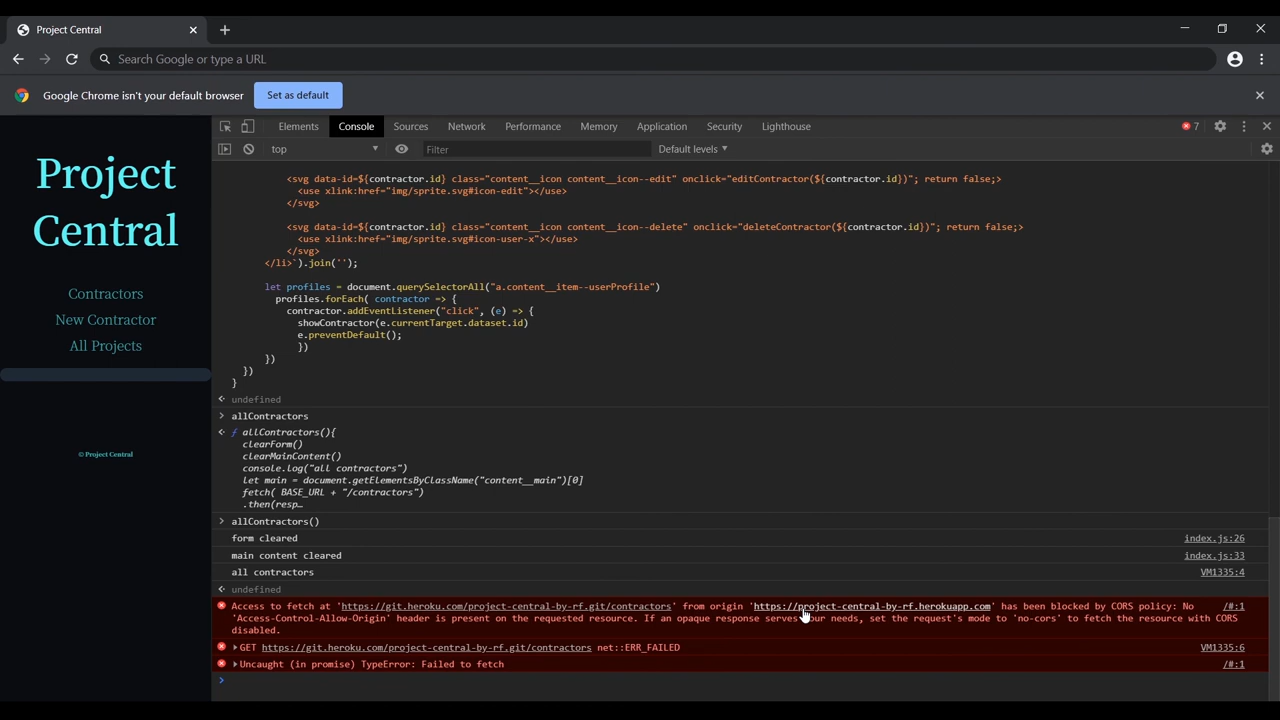 Project Central
Search Google or type a URL
Google Chrome isn't your default browser
Set as default
Elements Console Sources Network Performance Memory Application Security Lighthouse 7
top Filter Default levels
Project
Central
Contractors
New Contractor
All Projects
© Project Central
<svg data-id=${contractor.id} class="content__icon content__icon--edit" onclick="editContractor(${contractor.id})"; return false;>
<use xlink:href="img/sprite.svg#icon-edit"></use>
</svg>
<svg data-id=${contractor.id} class="content__icon content__icon--delete" onclick="deleteContractor(${contractor.id})"; return false;>
<use xlink:href="img/sprite.svg#icon-user-x"></use>
</svg>
</li>`).join('');
let profiles = document.querySelectorAll("a.content__item--userProfile")
profiles.forEach( contractor => {
contractor.addEventListener("click", (e) => {
showContractor(e.currentTarget.dataset.id)
e.preventDefault();
})
})
})
}
undefined
allContractors
ƒ allContractors(){
clearForm()
clearMainContent()
console.log("all contractors")
let main = document.getElementsByClassName("content__main")[0]
fetch( BASE_URL + "/contractors")
.then(resp…
allContractors()
form cleared index.js:26
main content cleared index.js:33
all contractors VM1335:4
undefined
Access to fetch at 'https://git.heroku.com/project-central-by-rf.git/contractors' from origin 'https://project-central-by-rf.herokuapp.com' has been blocked by CORS policy: No /#:1
'Access-Control-Allow-Origin' header is present on the requested resource. If an opaque response serves your needs, set the request's mode to 'no-cors' to fetch the resource with CORS
disabled.
GET https://git.heroku.com/project-central-by-rf.git/contractors net::ERR_FAILED VM1335:6
Uncaught (in promise) TypeError: Failed to fetch /#:1